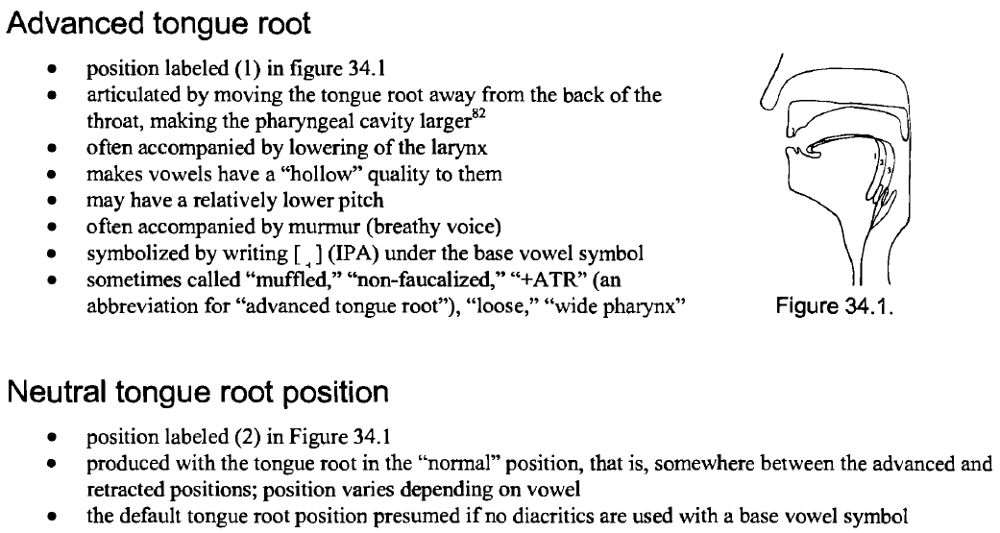 Advanced tongue root
• position labeled (1) in figure 34.1
• articulated by moving the tongue root away from the back of the
throat, making the pharyngeal cavity larger⁸²
• often accompanied by lowering of the larynx
• makes vowels have a “hollow” quality to them
• may have a relatively lower pitch
• often accompanied by murmur (breathy voice)
• symbolized by writing [ ̘ ] (IPA) under the base vowel symbol
• sometimes called “muffled,” “non-faucalized,” “+ATR” (an
abbreviation for “advanced tongue root”), “loose,” “wide pharynx”
1 2 3
Figure 34.1.
Neutral tongue root position
• position labeled (2) in Figure 34.1
• produced with the tongue root in the “normal” position, that is, somewhere between the advanced and
retracted positions; position varies depending on vowel
• the default tongue root position presumed if no diacritics are used with a base vowel symbol